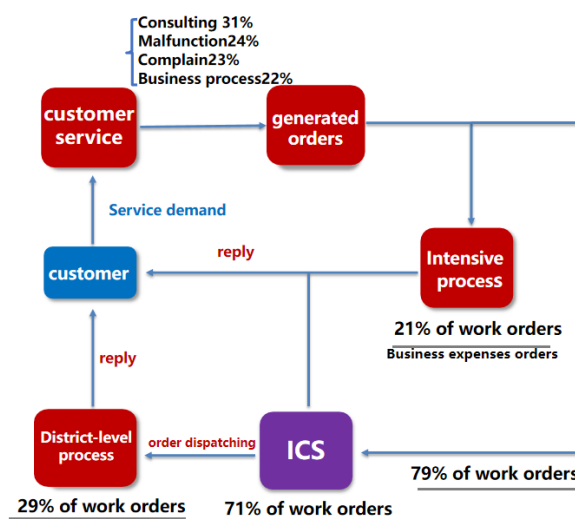 Consulting 31%
Malfunction24%
Complain23%
Business process22%
customer
service
generated
orders
Service demand
customer
reply
Intensive
process
21% of work orders
Business expenses orders
reply
District-level
process
order dispatching
ICS
79% of work orders
29% of work orders
71% of work orders